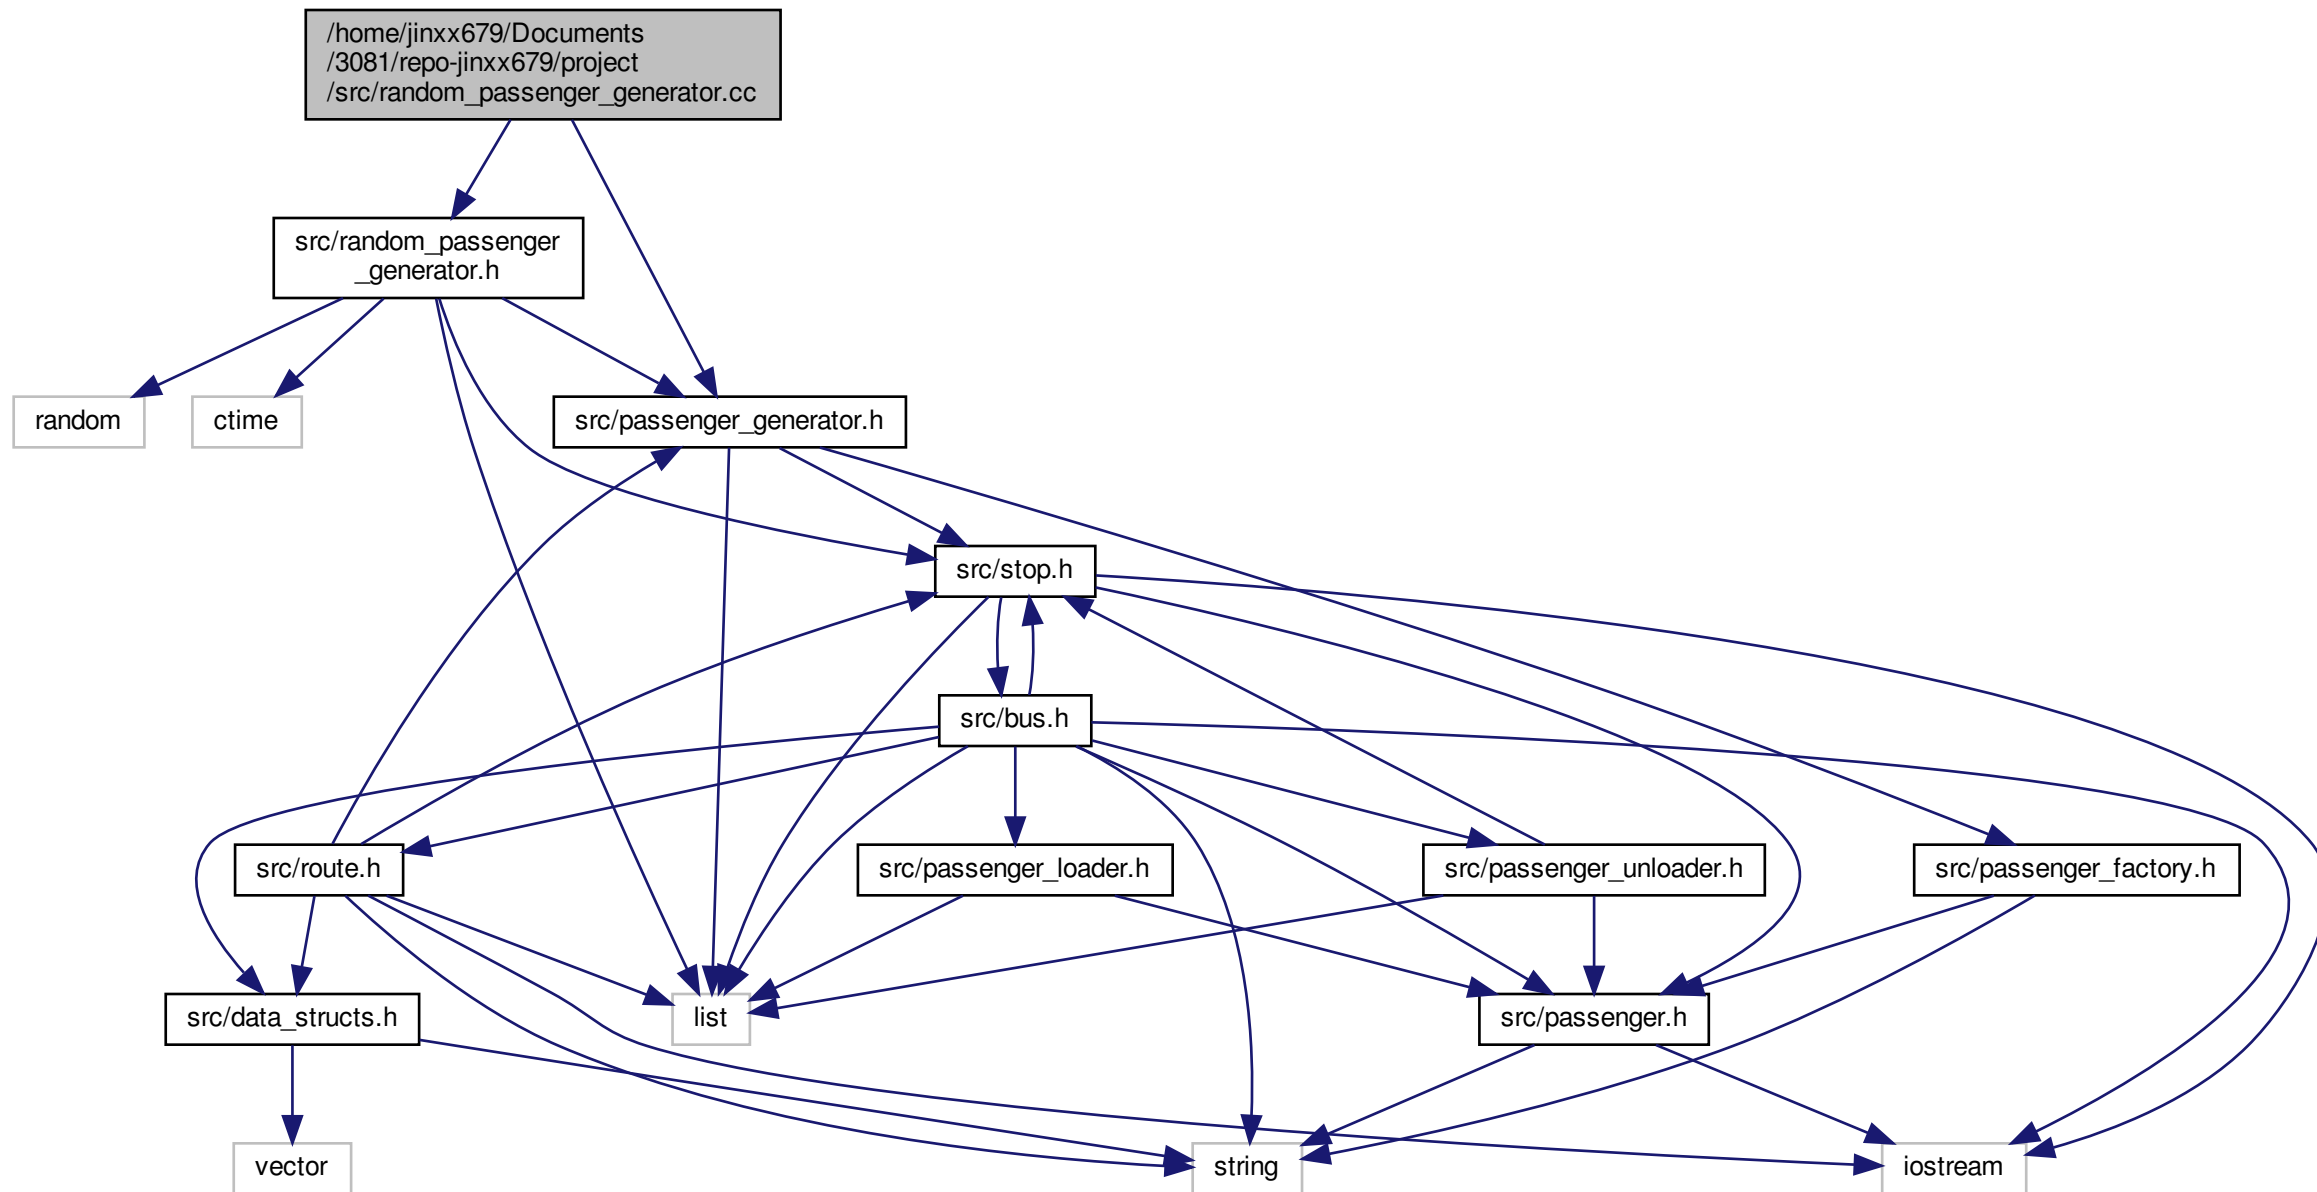 /home/jinxx679/Documents
/3081/repo-jinxx679/project
/src/random_passenger_generator.cc
src/random_passenger
_generator.h
random
ctime
src/passenger_generator.h
src/stop.h
src/bus.h
src/route.h
src/passenger_loader.h
src/passenger_unloader.h
src/passenger_factory.h
src/data_structs.h
list
src/passenger.h
vector
string
iostream